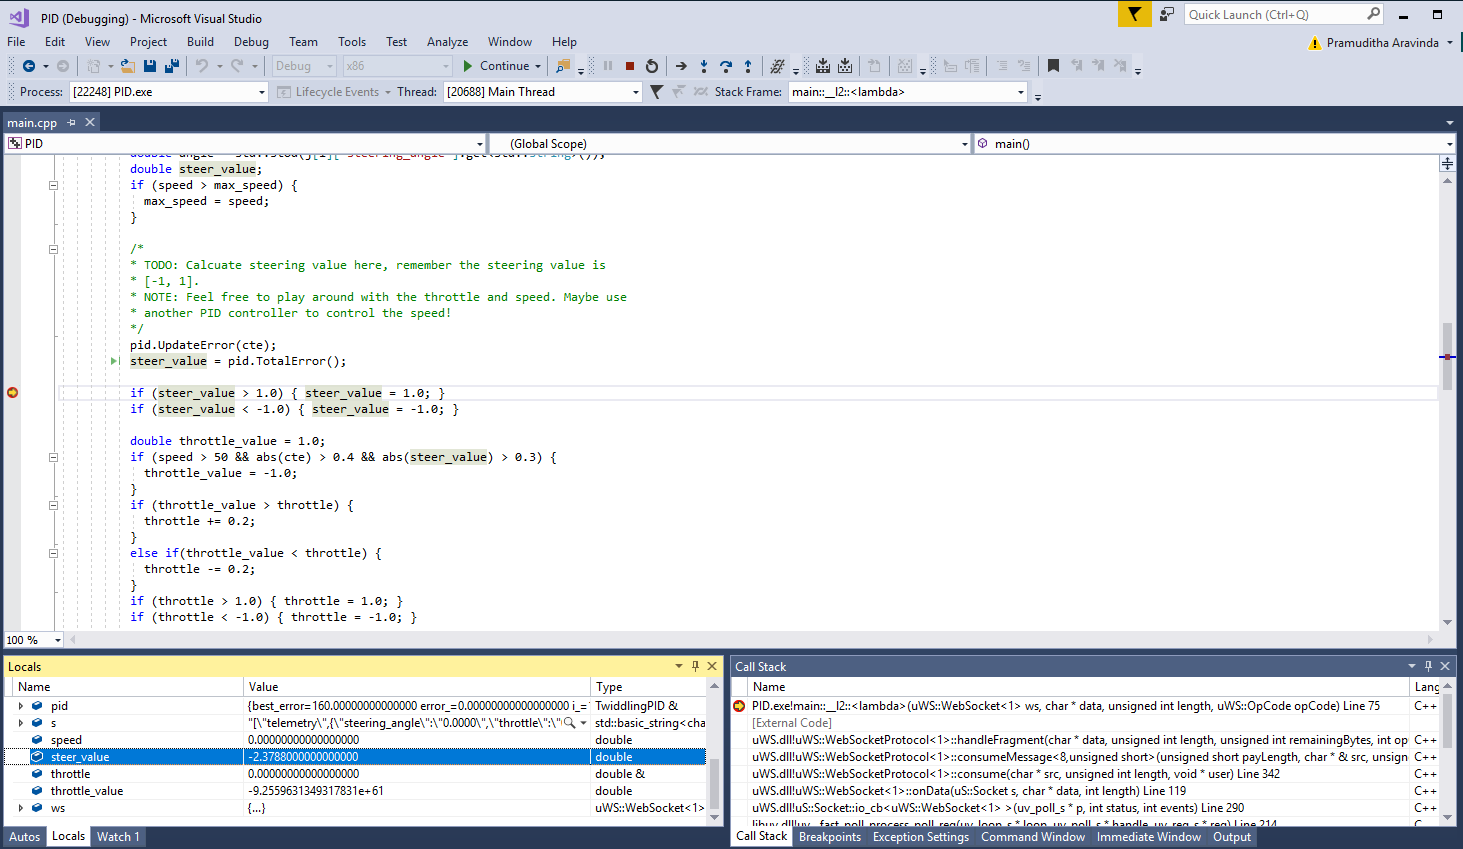 PID (Debugging) - Microsoft Visual Studio
Quick Launch (Ctrl+Q)
File Edit View Project Build Debug Team Tools Test Analyze Window Help
Pramuditha Aravinda
Debug x86 Continue
Process: [22248] PID.exe Lifecycle Events Thread: [20688] Main Thread Stack Frame: main::__l2::<lambda>
main.cpp
PID (Global Scope) main()
double angle = std::stod(j[1]["steering_angle"].get<std::string>());
double steer_value;
if (speed > max_speed) {
max_speed = speed;
}
/*
* TODO: Calcuate steering value here, remember the steering value is
* [-1, 1].
* NOTE: Feel free to play around with the throttle and speed. Maybe use
* another PID controller to control the speed!
*/
pid.UpdateError(cte);
steer_value = pid.TotalError();
if (steer_value > 1.0) { steer_value = 1.0; }
if (steer_value < -1.0) { steer_value = -1.0; }
double throttle_value = 1.0;
if (speed > 50 && abs(cte) > 0.4 && abs(steer_value) > 0.3) {
throttle_value = -1.0;
}
if (throttle_value > throttle) {
throttle += 0.2;
}
else if(throttle_value < throttle) {
throttle -= 0.2;
}
if (throttle > 1.0) { throttle = 1.0; }
if (throttle < -1.0) { throttle = -1.0; }
100 %
Locals
Name Value Type
pid {best_error=160.00000000000000 error_=0.00000000000000000 i_= TwiddlingPID &
s "[\"telemetry\",{\"steering_angle\":\"0.0000\",\"throttle\":\" std::basic_string<cha
speed 0.00000000000000000 double
steer_value -2.3788000000000000 double
throttle 0.00000000000000000 double &
throttle_value -9.2559631349317831e+61 double
ws {...} uWS::WebSocket<1>
Autos Locals Watch 1
Call Stack
Name Lang
PID.exe!main::__l2::<lambda>(uWS::WebSocket<1> ws, char * data, unsigned int length, uWS::OpCode opCode) Line 75 C++
[External Code]
uWS.dll!uWS::WebSocketProtocol<1>::handleFragment(char * data, unsigned int length, unsigned int remainingBytes, int op C++
uWS.dll!uWS::WebSocketProtocol<1>::consumeMessage<8,unsigned short>(unsigned short payLength, char * & src, unsign C++
uWS.dll!uWS::WebSocketProtocol<1>::consume(char * src, unsigned int length, void * user) Line 342 C++
uWS.dll!uWS::WebSocket<1>::onData(uS::Socket s, char * data, int length) Line 119 C++
uWS.dll!uS::Socket::io_cb<uWS::WebSocket<1> >(uv_poll_s * p, int status, int events) Line 290 C++
libuv.dll!uv__fast_poll_process_poll_req(uv_loop_s * loop, uv_poll_s * handle, uv_req_s * req) Line 214 C
Call Stack Breakpoints Exception Settings Command Window Immediate Window Output